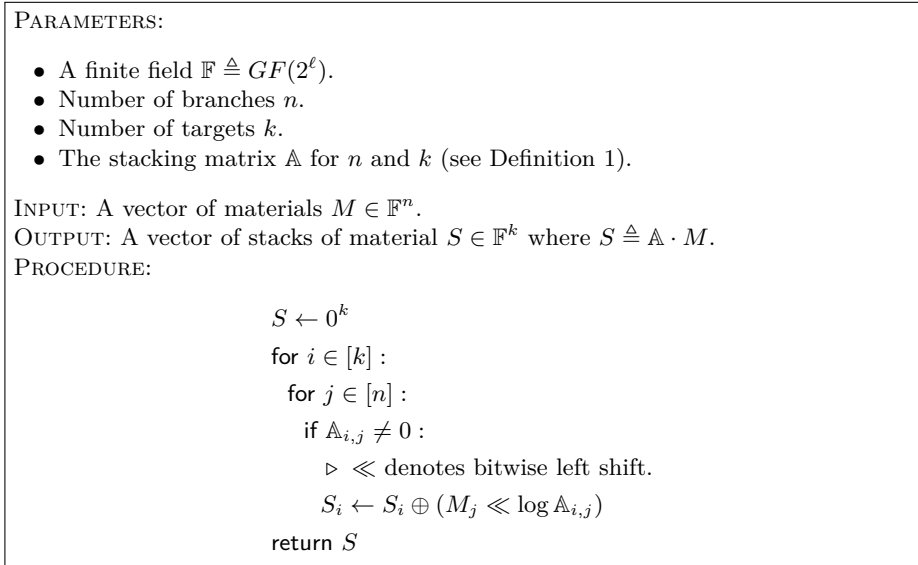 PARAMETERS:
• A finite field 𝔽 ≜ GF(2^ℓ).
• Number of branches n.
• Number of targets k.
• The stacking matrix 𝔸 for n and k (see Definition 1).
INPUT: A vector of materials M ∈ 𝔽^n.
OUTPUT: A vector of stacks of material S ∈ 𝔽^k where S ≜ 𝔸 · M.
PROCEDURE:
S ← 0^k
for i ∈ [k] :
for j ∈ [n] :
if 𝔸_{i,j} ≠ 0 :
▷ ≪ denotes bitwise left shift.
S_i ← S_i ⊕ (M_j ≪ log 𝔸_{i,j})
return S